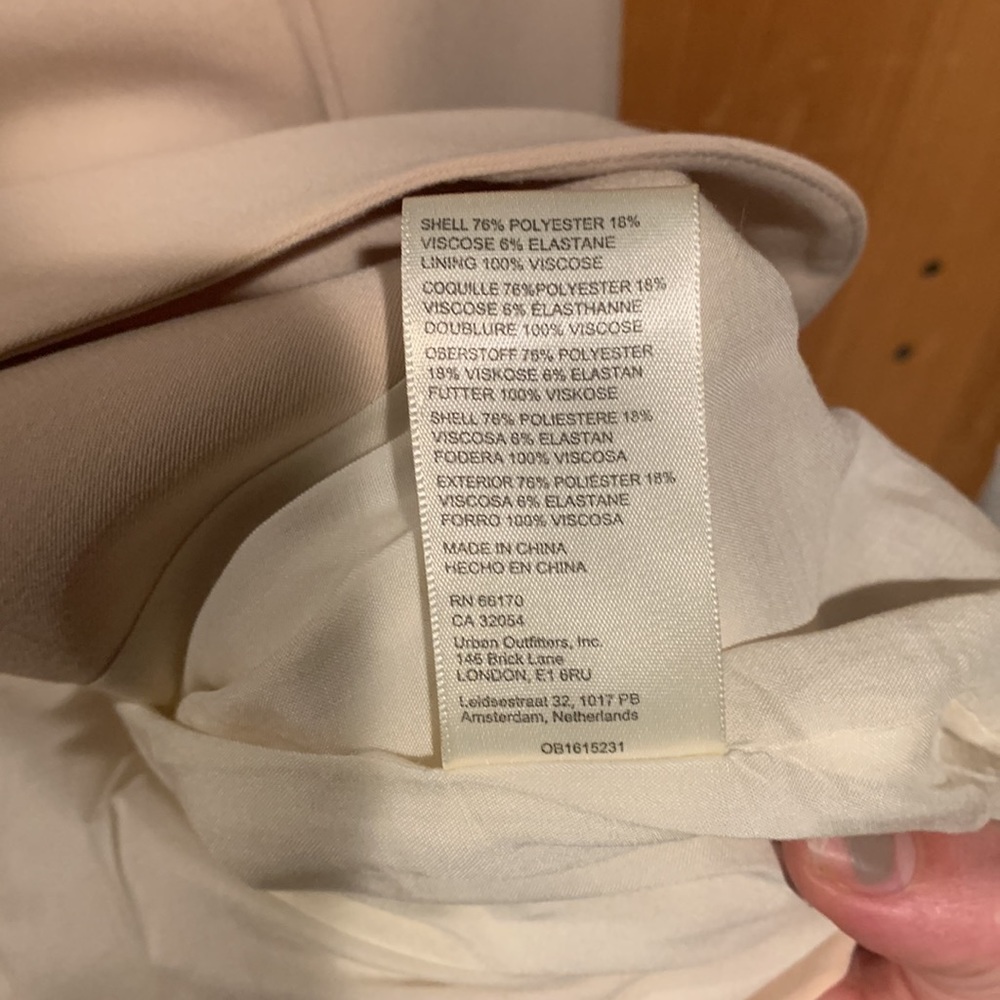 SHELL 76% POLYESTER 18%
VISCOSE 6% ELASTANE
LINING 100% VISCOSE
COQUILLE 76%POLYESTER 18%
VISCOSE 6% ÉLASTHANNE
DOUBLURE 100% VISCOSE
OBERSTOFF 76% POLYESTER
18% VISKOSE 6% ELASTAN
FUTTER 100% VISKOSE
SHELL 76% POLIESTERE 18%
VISCOSA 6% ELASTAN
FODERA 100% VISCOSA
EXTERIOR 76% POLIÉSTER 18%
VISCOSA 6% ELASTANE
FORRO 100% VISCOSA
MADE IN CHINA
HECHO EN CHINA
RN 66170
CA 32054
Urban Outfitters, Inc.
146 Brick Lane
LONDON, E1 6RU
Leidsestraat 32, 1017 PB
Amsterdam, Netherlands
OB1615231